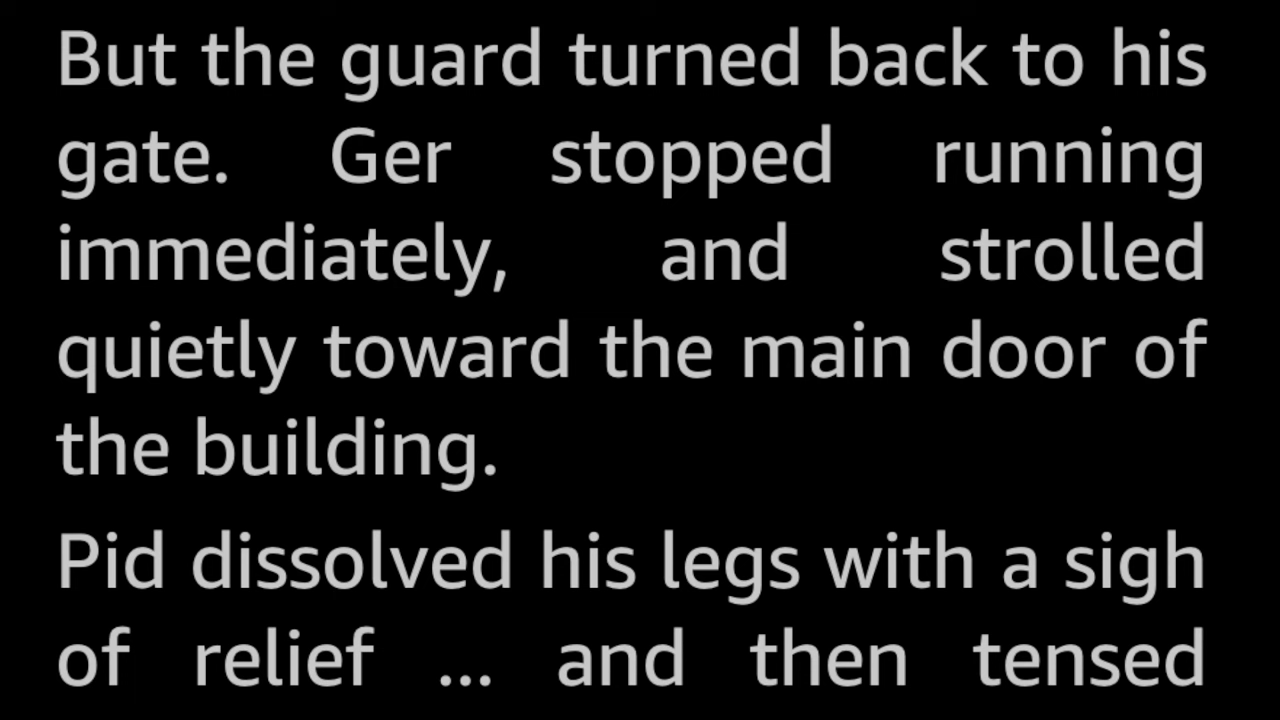 But the guard turned back to his
gate. Ger stopped running
immediately, and strolled
quietly toward the main door of
the building.
Pid dissolved his legs with a sigh
of relief ... and then tensed